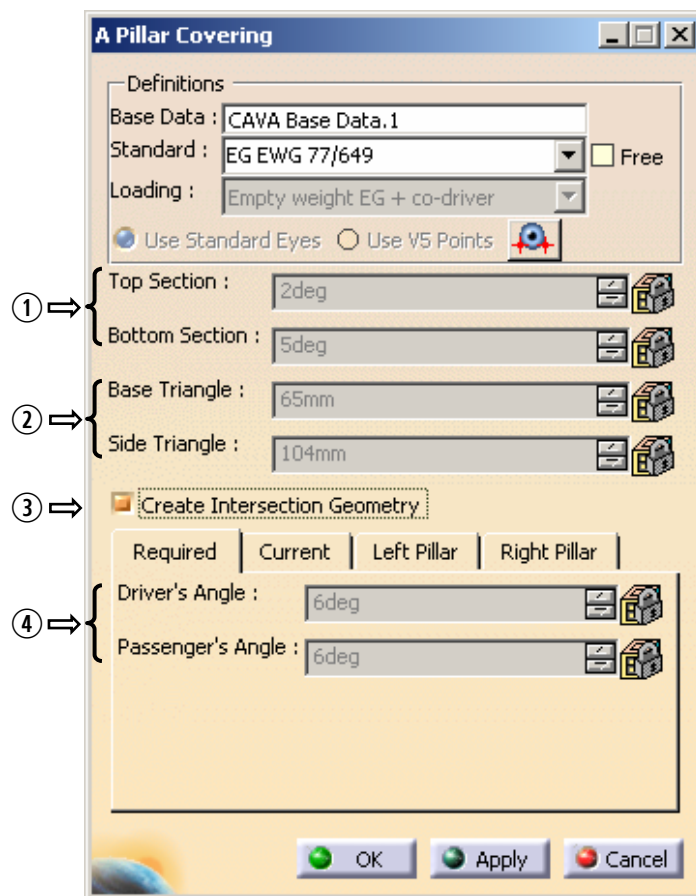 A Pillar Covering
Definitions
Base Data : CAVA Base Data.1
Standard : EG EWG 77/649 Free
Loading : Empty weight EG + co-driver
Use Standard Eyes Use V5 Points
① ⇨ Top Section : 2deg
Bottom Section : 5deg
② ⇨ Base Triangle : 65mm
Side Triangle : 104mm
③ ⇨ Create Intersection Geometry
Required Current Left Pillar Right Pillar
④ ⇨ Driver's Angle : 6deg
Passenger's Angle : 6deg
OK Apply Cancel